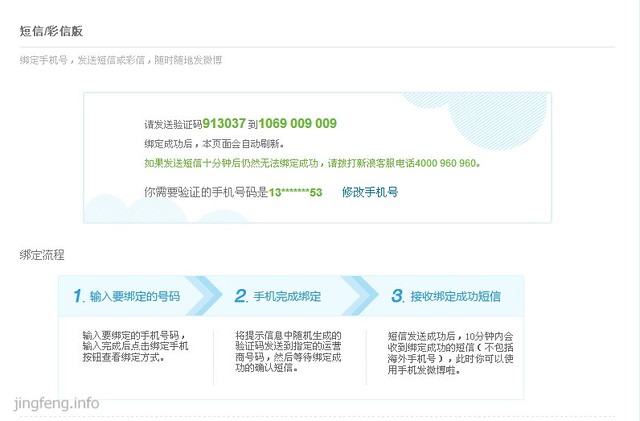 短信/彩信版
绑定手机号，发送短信或彩信，随时随地发微博
请发送验证码913037 到1069 009 009
绑定成功后，本页面会自动刷新。
如果发送短信十分钟后仍然无法绑定成功，请拨打新浪客服电话4000 960 960。
你需要验证的手机号码是13*******53 修改手机号
绑定流程
1. 输入要绑定的号码
2. 手机完成绑定
3. 接收绑定成功短信
输入要绑定的手机号码，
输入完成后点击绑定手机
按钮查看绑定方式。
将提示信息中随机生成的
验证码发送到指定的运营
商号码，然后等待绑定成
功的确认短信。
短信发送成功后，10分钟内会
收到绑定成功的短信（不包括
海外手机号），此时你可以使
用手机发微博啦。
jingfeng.info